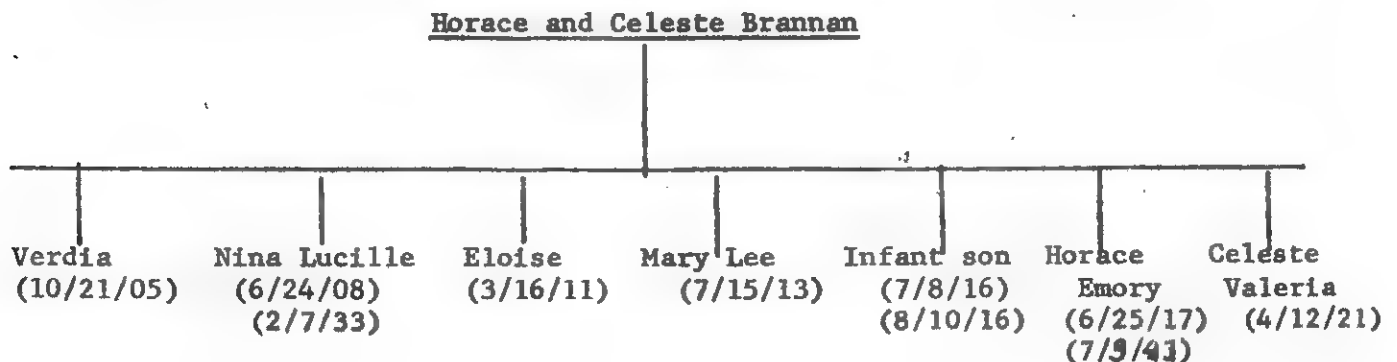 Horace and Celeste Brannan
Verdia Nina Lucille Eloise Mary Lee Infant son Horace Celeste
(10/21/05) (6/24/08) (3/16/11) (7/15/13) (7/8/16) Emory Valeria
(2/7/33) (8/10/16) (6/25/17) (4/12/21)